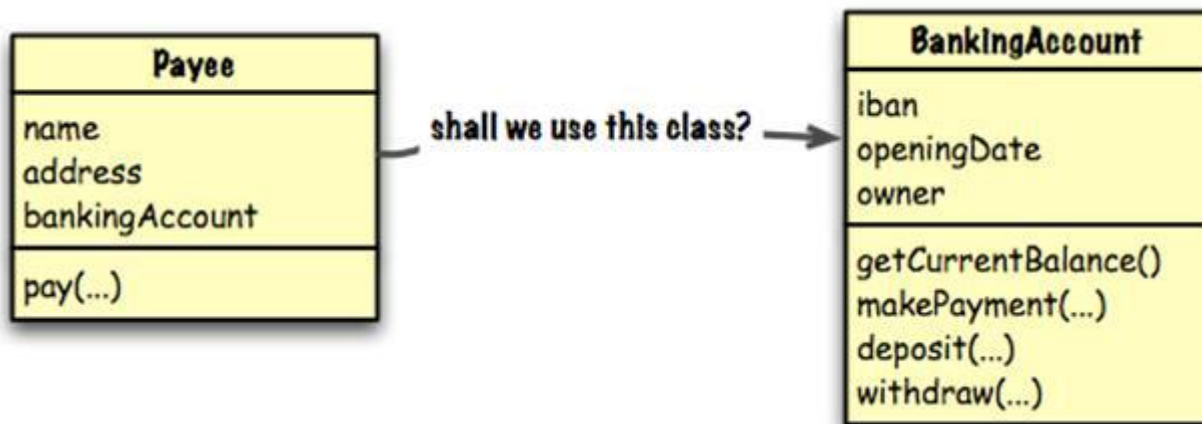 Payee
name
address
bankingAccount
pay(...)
shall we use this class?
BankingAccount
iban
openingDate
owner
getCurrentBalance()
makePayment(...)
deposit(...)
withdraw(...)